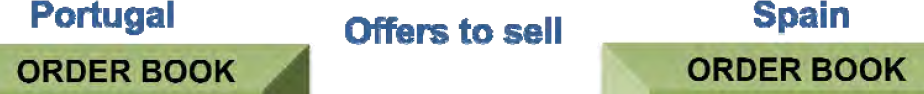 Portugal
Offers to sell
Spain
ORDER BOOK
ORDER BOOK